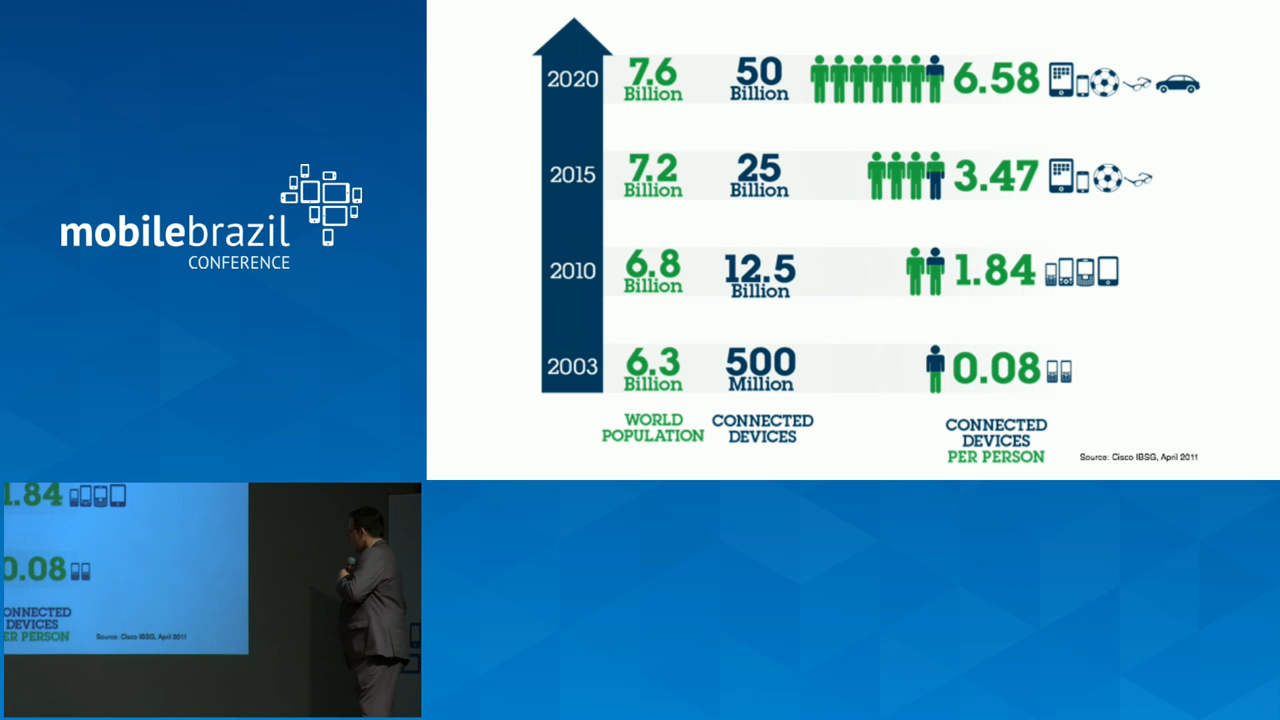 mobilebrazil
CONFERENCE
2020
7.6
Billion
50
Billion
6.58
2015
7.2
Billion
25
Billion
3.47
2010
6.8
Billion
12.5
Billion
1.84
2003
6.3
Billion
500
Million
0.08
WORLD
POPULATION
CONNECTED
DEVICES
CONNECTED
DEVICES
PER PERSON
Source: Cisco IBSG, April 2011
1.84
0.08
ONNECTED
DEVICES
ER PERSON
Source: Cisco IBSG, April 2011